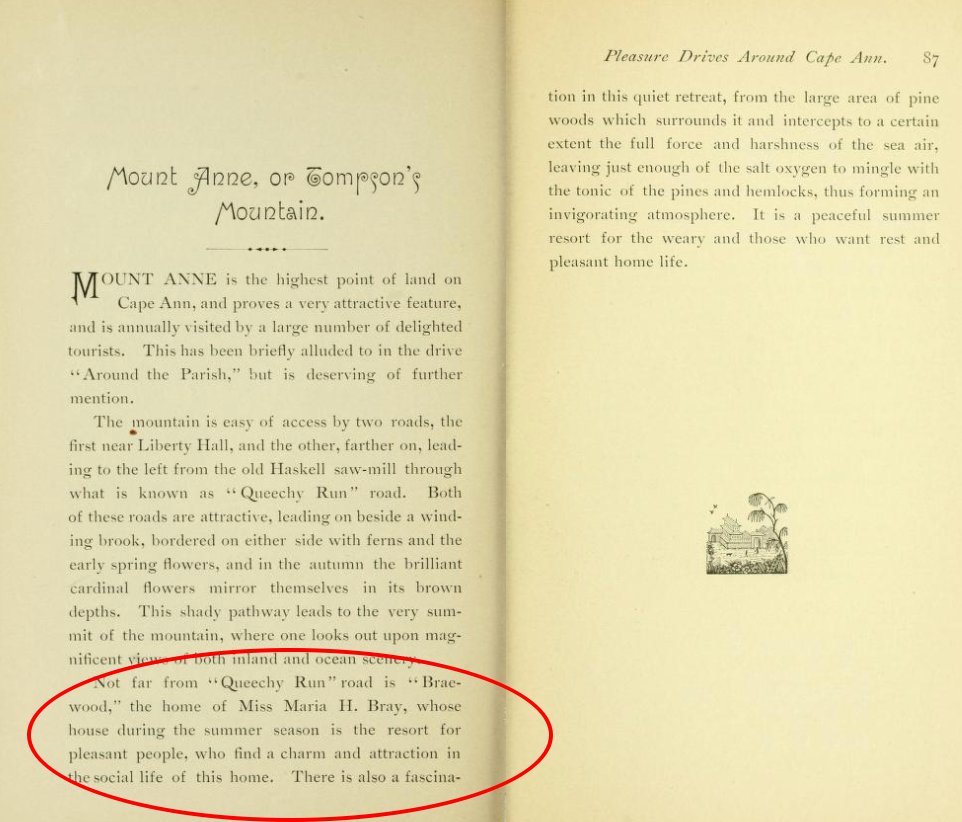 Mount Anne, or Tompson's
Mountain.
MOUNT ANNE is the highest point of land on
Cape Ann, and proves a very attractive feature,
and is annually visited by a large number of delighted
tourists. This has been briefly alluded to in the drive
“Around the Parish,” but is deserving of further
mention.
The mountain is easy of access by two roads, the
first near Liberty Hall, and the other, farther on, lead-
ing to the left from the old Haskell saw-mill through
what is known as “Queechy Run” road. Both
of these roads are attractive, leading on beside a wind-
ing brook, bordered on either side with ferns and the
early spring flowers, and in the autumn the brilliant
cardinal flowers mirror themselves in its brown
depths. This shady pathway leads to the very sum-
mit of the mountain, where one looks out upon mag-
nificent views of both inland and ocean scenery.
Not far from “Queechy Run” road is “Brae-
wood,” the home of Miss Maria H. Bray, whose
house during the summer season is the resort for
pleasant people, who find a charm and attraction in
the social life of this home. There is also a fascina-
Pleasure Drives Around Cape Ann. 87
tion in this quiet retreat, from the large area of pine
woods which surrounds it and intercepts to a certain
extent the full force and harshness of the sea air,
leaving just enough of the salt oxygen to mingle with
the tonic of the pines and hemlocks, thus forming an
invigorating atmosphere. It is a peaceful summer
resort for the weary and those who want rest and
pleasant home life.